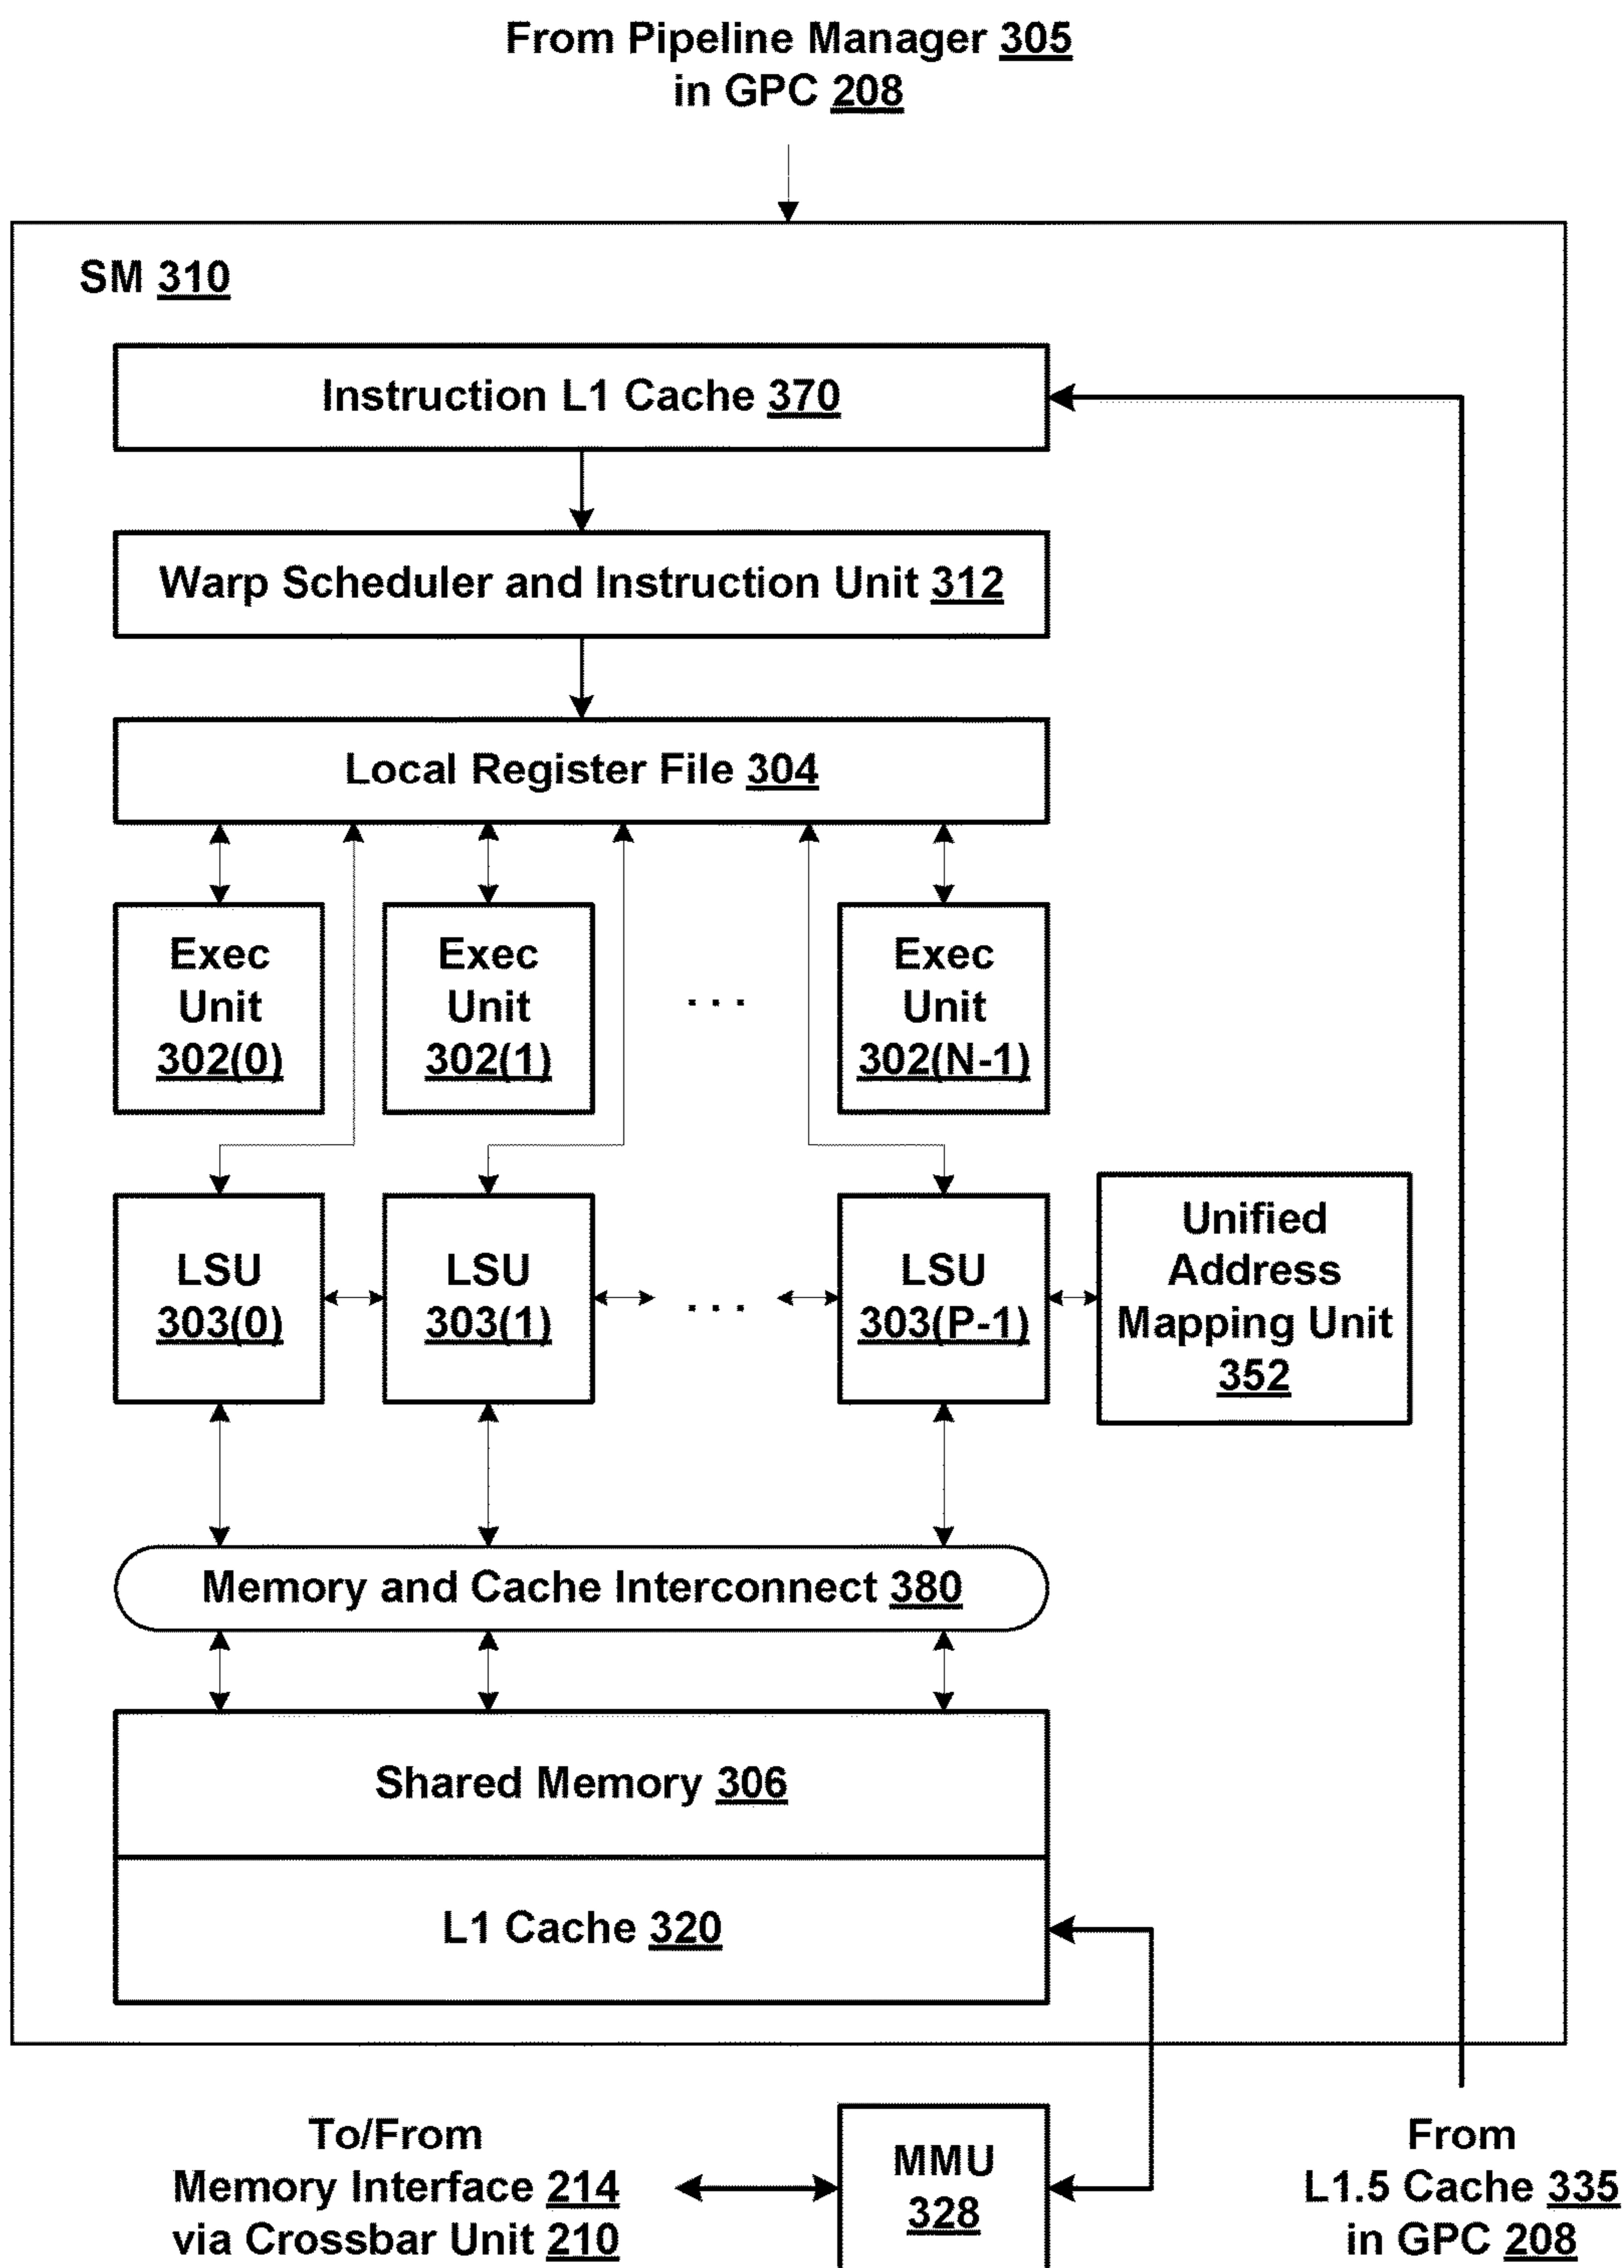 From Pipeline Manager 305
in GPC 208
SM 310
Instruction L1 Cache 370
Warp Scheduler and Instruction Unit 312
Local Register File 304
Exec
Unit
302(0)
Exec
Unit
302(1)
. . .
Exec
Unit
302(N-1)
LSU
303(0)
LSU
303(1)
. . .
LSU
303(P-1)
Unified
Address
Mapping Unit
352
Memory and Cache Interconnect 380
Shared Memory 306
L1 Cache 320
To/From
Memory Interface 214
via Crossbar Unit 210
MMU
328
From
L1.5 Cache 335
in GPC 208